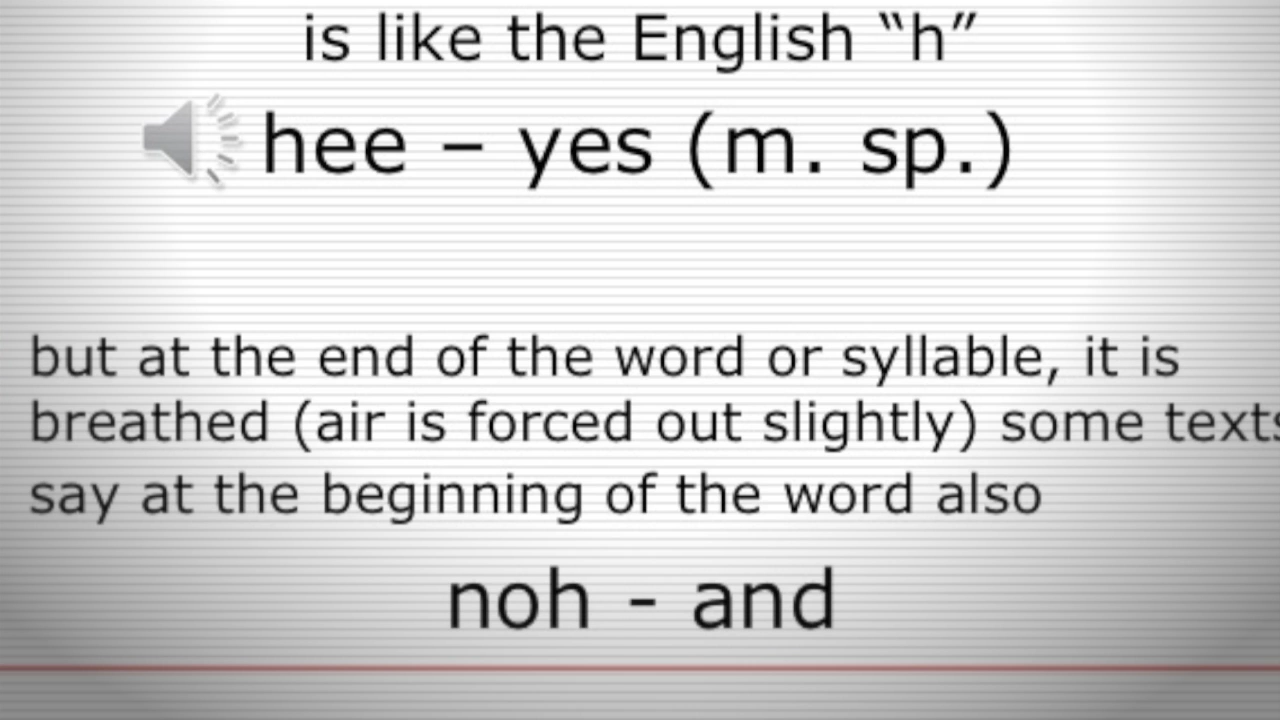 is like the English “h”
hee – yes (m. sp.)
but at the end of the word or syllable, it is
breathed (air is forced out slightly) some texts
say at the beginning of the word also
noh - and